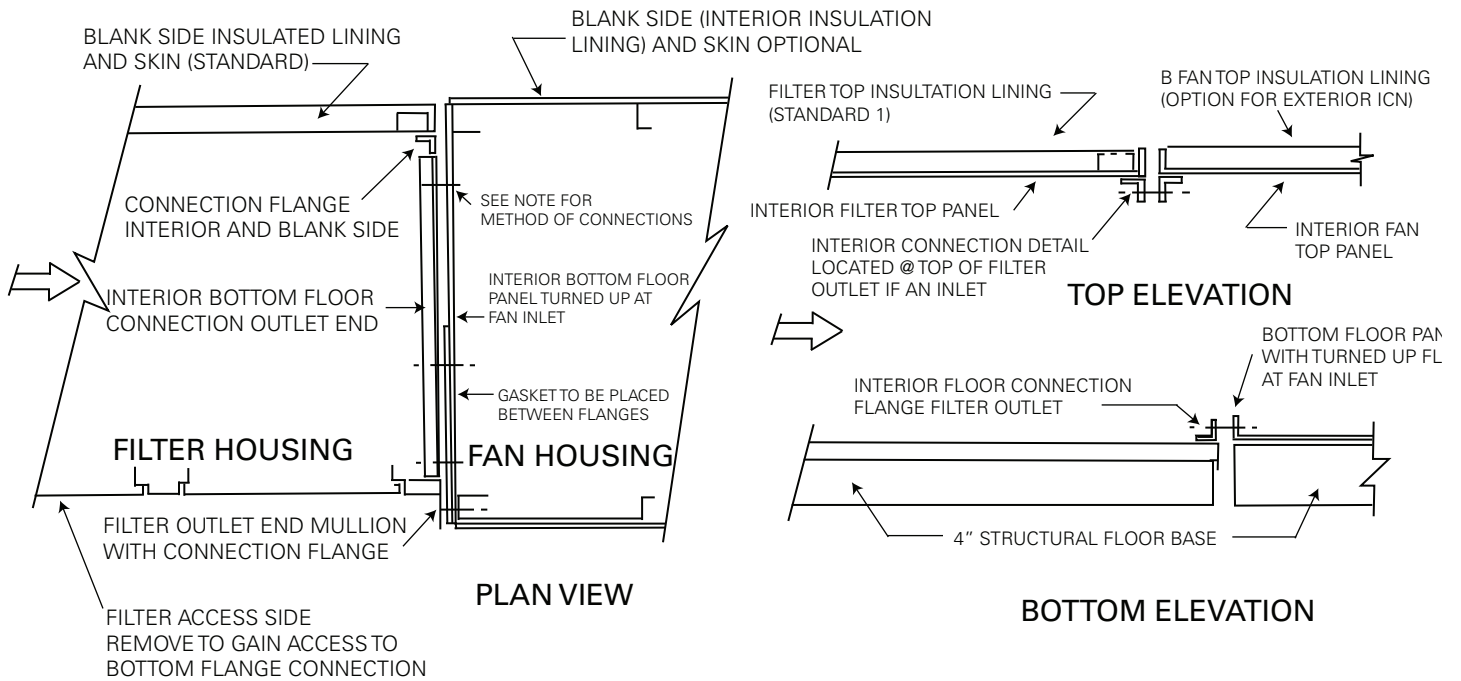 BLANK SIDE INSULATED LINING
AND SKIN (STANDARD)
BLANK SIDE (INTERIOR INSULATION
LINING) AND SKIN OPTIONAL
CONNECTION FLANGE
INTERIOR AND BLANK SIDE
SEE NOTE FOR
METHOD OF CONNECTIONS
INTERIOR BOTTOM FLOOR
CONNECTION OUTLET END
INTERIOR BOTTOM FLOOR
PANEL TURNED UP AT
FAN INLET
GASKET TO BE PLACED
BETWEEN FLANGES
FILTER HOUSING
FAN HOUSING
FILTER OUTLET END MULLION
WITH CONNECTION FLANGE
PLAN VIEW
FILTER ACCESS SIDE
REMOVE TO GAIN ACCESS TO
BOTTOM FLANGE CONNECTION
FILTER TOP INSULTATION LINING
(STANDARD 1)
B FAN TOP INSULATION LINING
(OPTION FOR EXTERIOR ICN)
INTERIOR FILTER TOP PANEL
INTERIOR FAN
TOP PANEL
INTERIOR CONNECTION DETAIL
LOCATED @ TOP OF FILTER
OUTLET IF AN INLET
TOP ELEVATION
BOTTOM FLOOR PAN
WITH TURNED UP FL
AT FAN INLET
INTERIOR FLOOR CONNECTION
FLANGE FILTER OUTLET
4” STRUCTURAL FLOOR BASE
BOTTOM ELEVATION